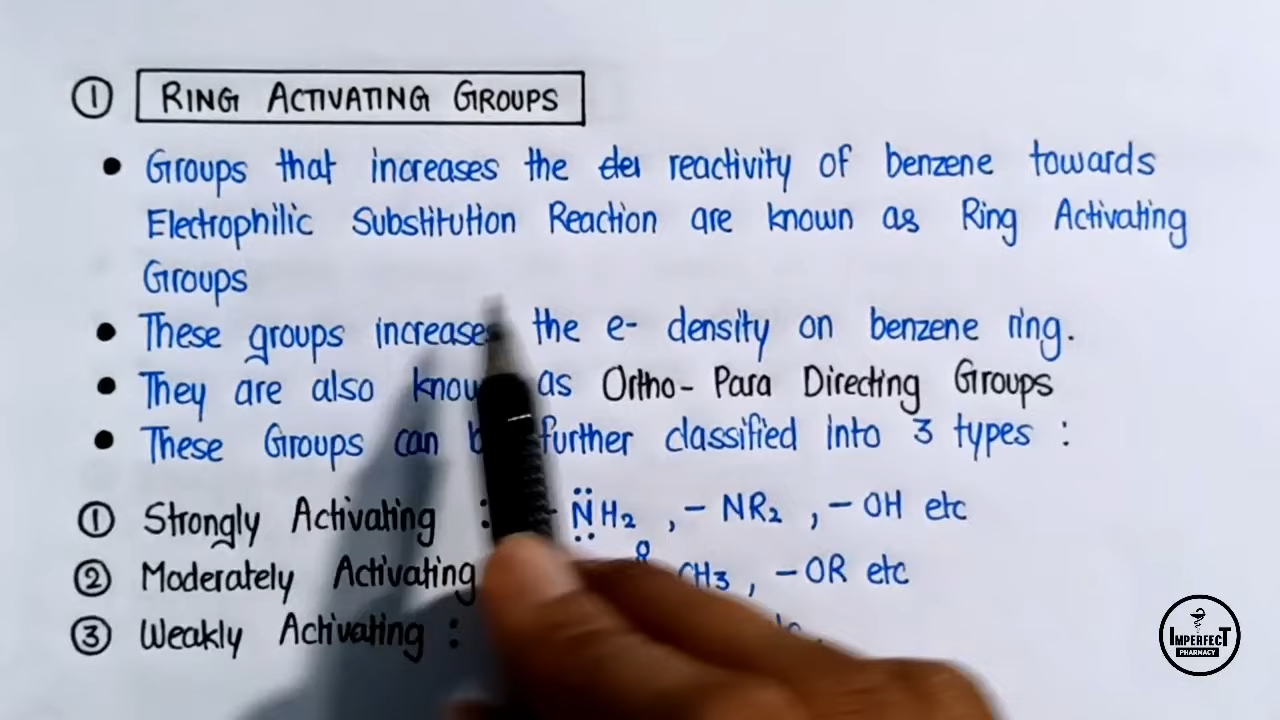 ① RING ACTIVATING GROUPS
• Groups that increases the der reactivity of benzene towards
Electrophilic Substitution Reaction are known as Ring Activating
Groups
• These groups increases the e- density on benzene ring.
• They are also as Ortho-Para Directing Groups
• These Groups can further classified into 3 types :
① Strongly Activating : N̈H₂ , - NR₂ , - OH etc
② Moderately Activating CH₃ , - OR etc
③ Weakly Activating :
IMPERFECT
PHARMACY